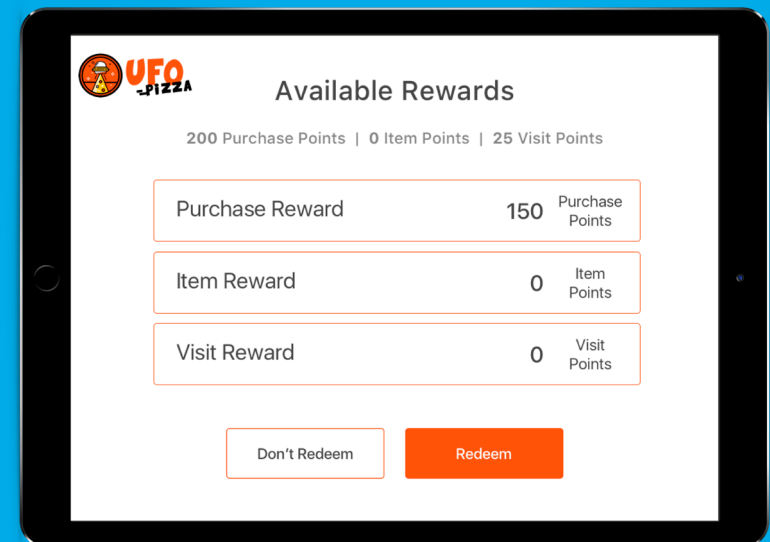 UFO
-PIZZA
Available Rewards
200 Purchase Points | 0 Item Points | 25 Visit Points
Purchase Reward 150 Purchase Points
Item Reward 0 Item Points
Visit Reward 0 Visit Points
Don't Redeem Redeem